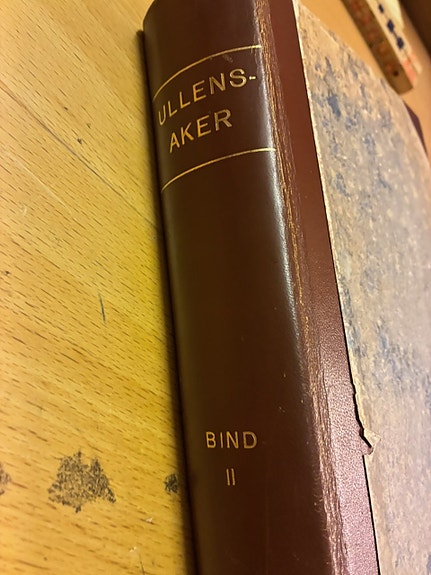 ULLENS-
AKER
BIND
II